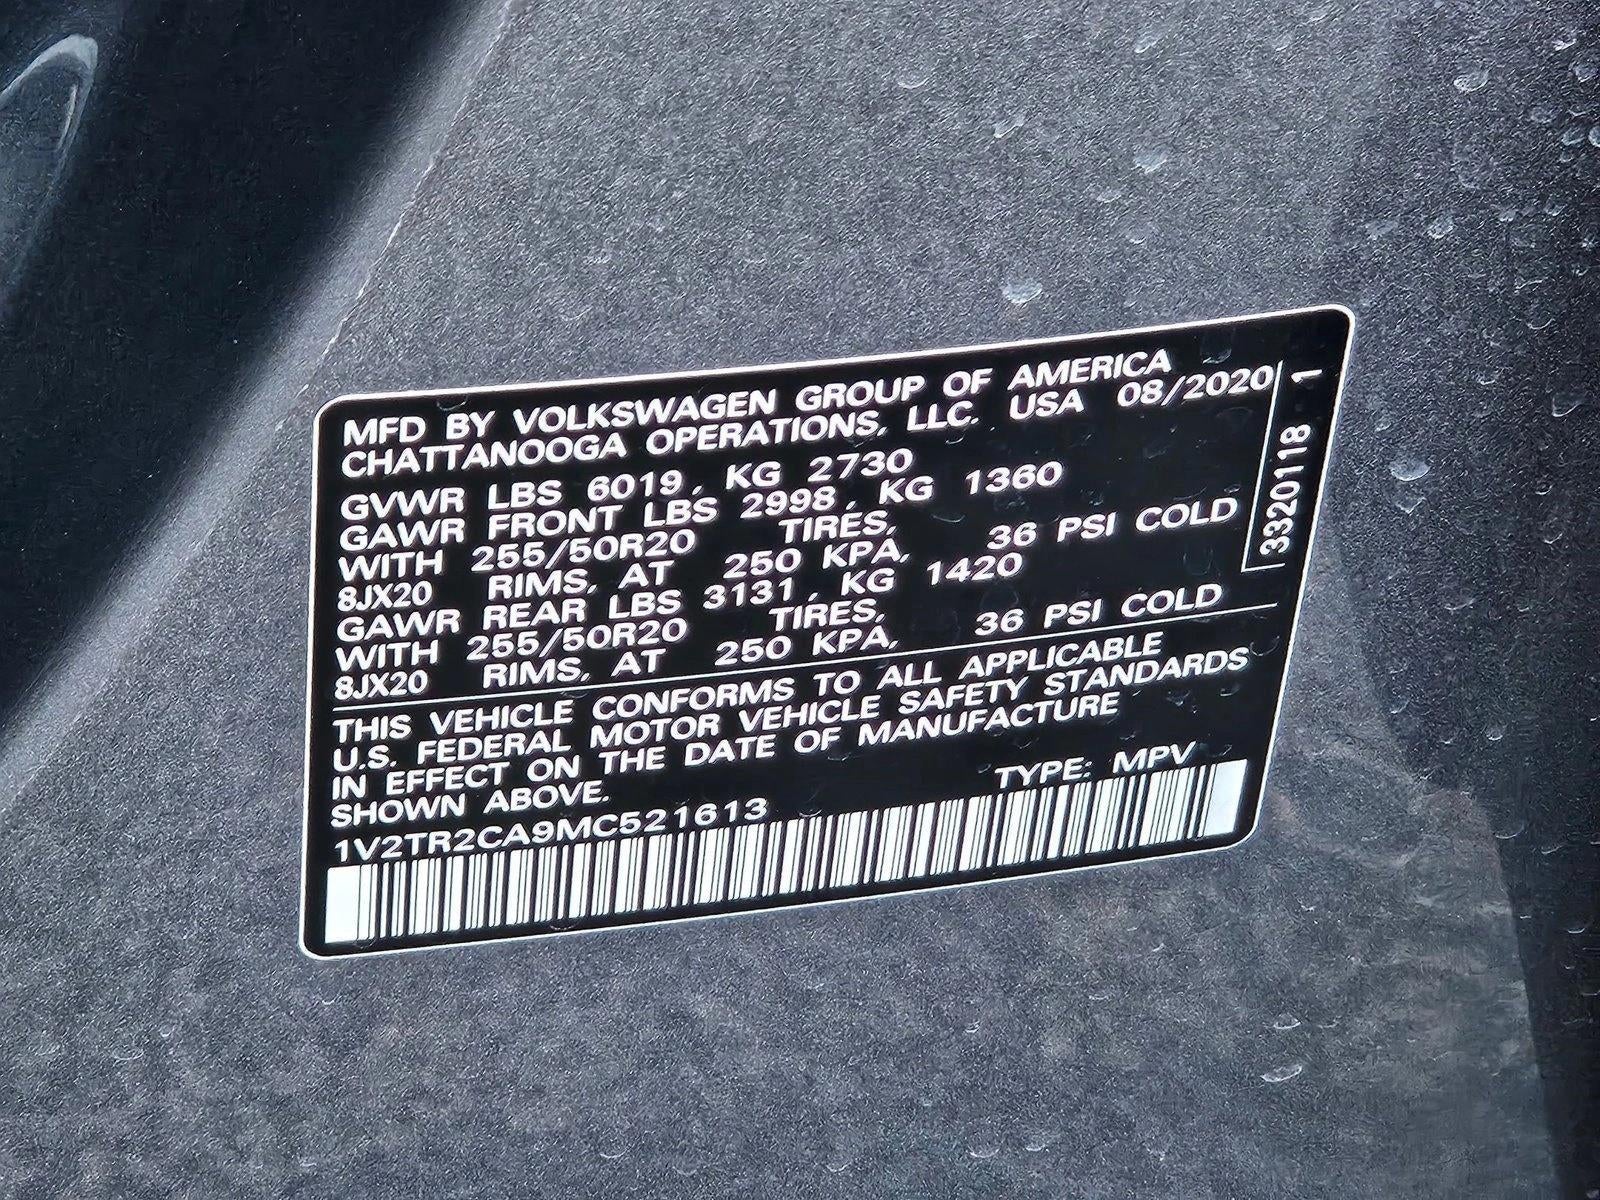 MFD BY VOLKSWAGEN GROUP OF AMERICA
CHATTANOOGA OPERATIONS, LLC. USA 08/2020
GVWR LBS 6019, KG 2730
GAWR FRONT LBS 2998, KG 1360
WITH 255/50R20 TIRES,
8JX20 RIMS, AT 250 KPA, 36 PSI COLD
GAWR REAR LBS 3131, KG 1420
WITH 255/50R20 TIRES,
8JX20 RIMS, AT 250 KPA, 36 PSI COLD
THIS VEHICLE CONFORMS TO ALL APPLICABLE
U.S. FEDERAL MOTOR VEHICLE SAFETY STANDARDS
IN EFFECT ON THE DATE OF MANUFACTURE
SHOWN ABOVE.
TYPE: MPV
1V2TR2CA9MC521613
3320118 1